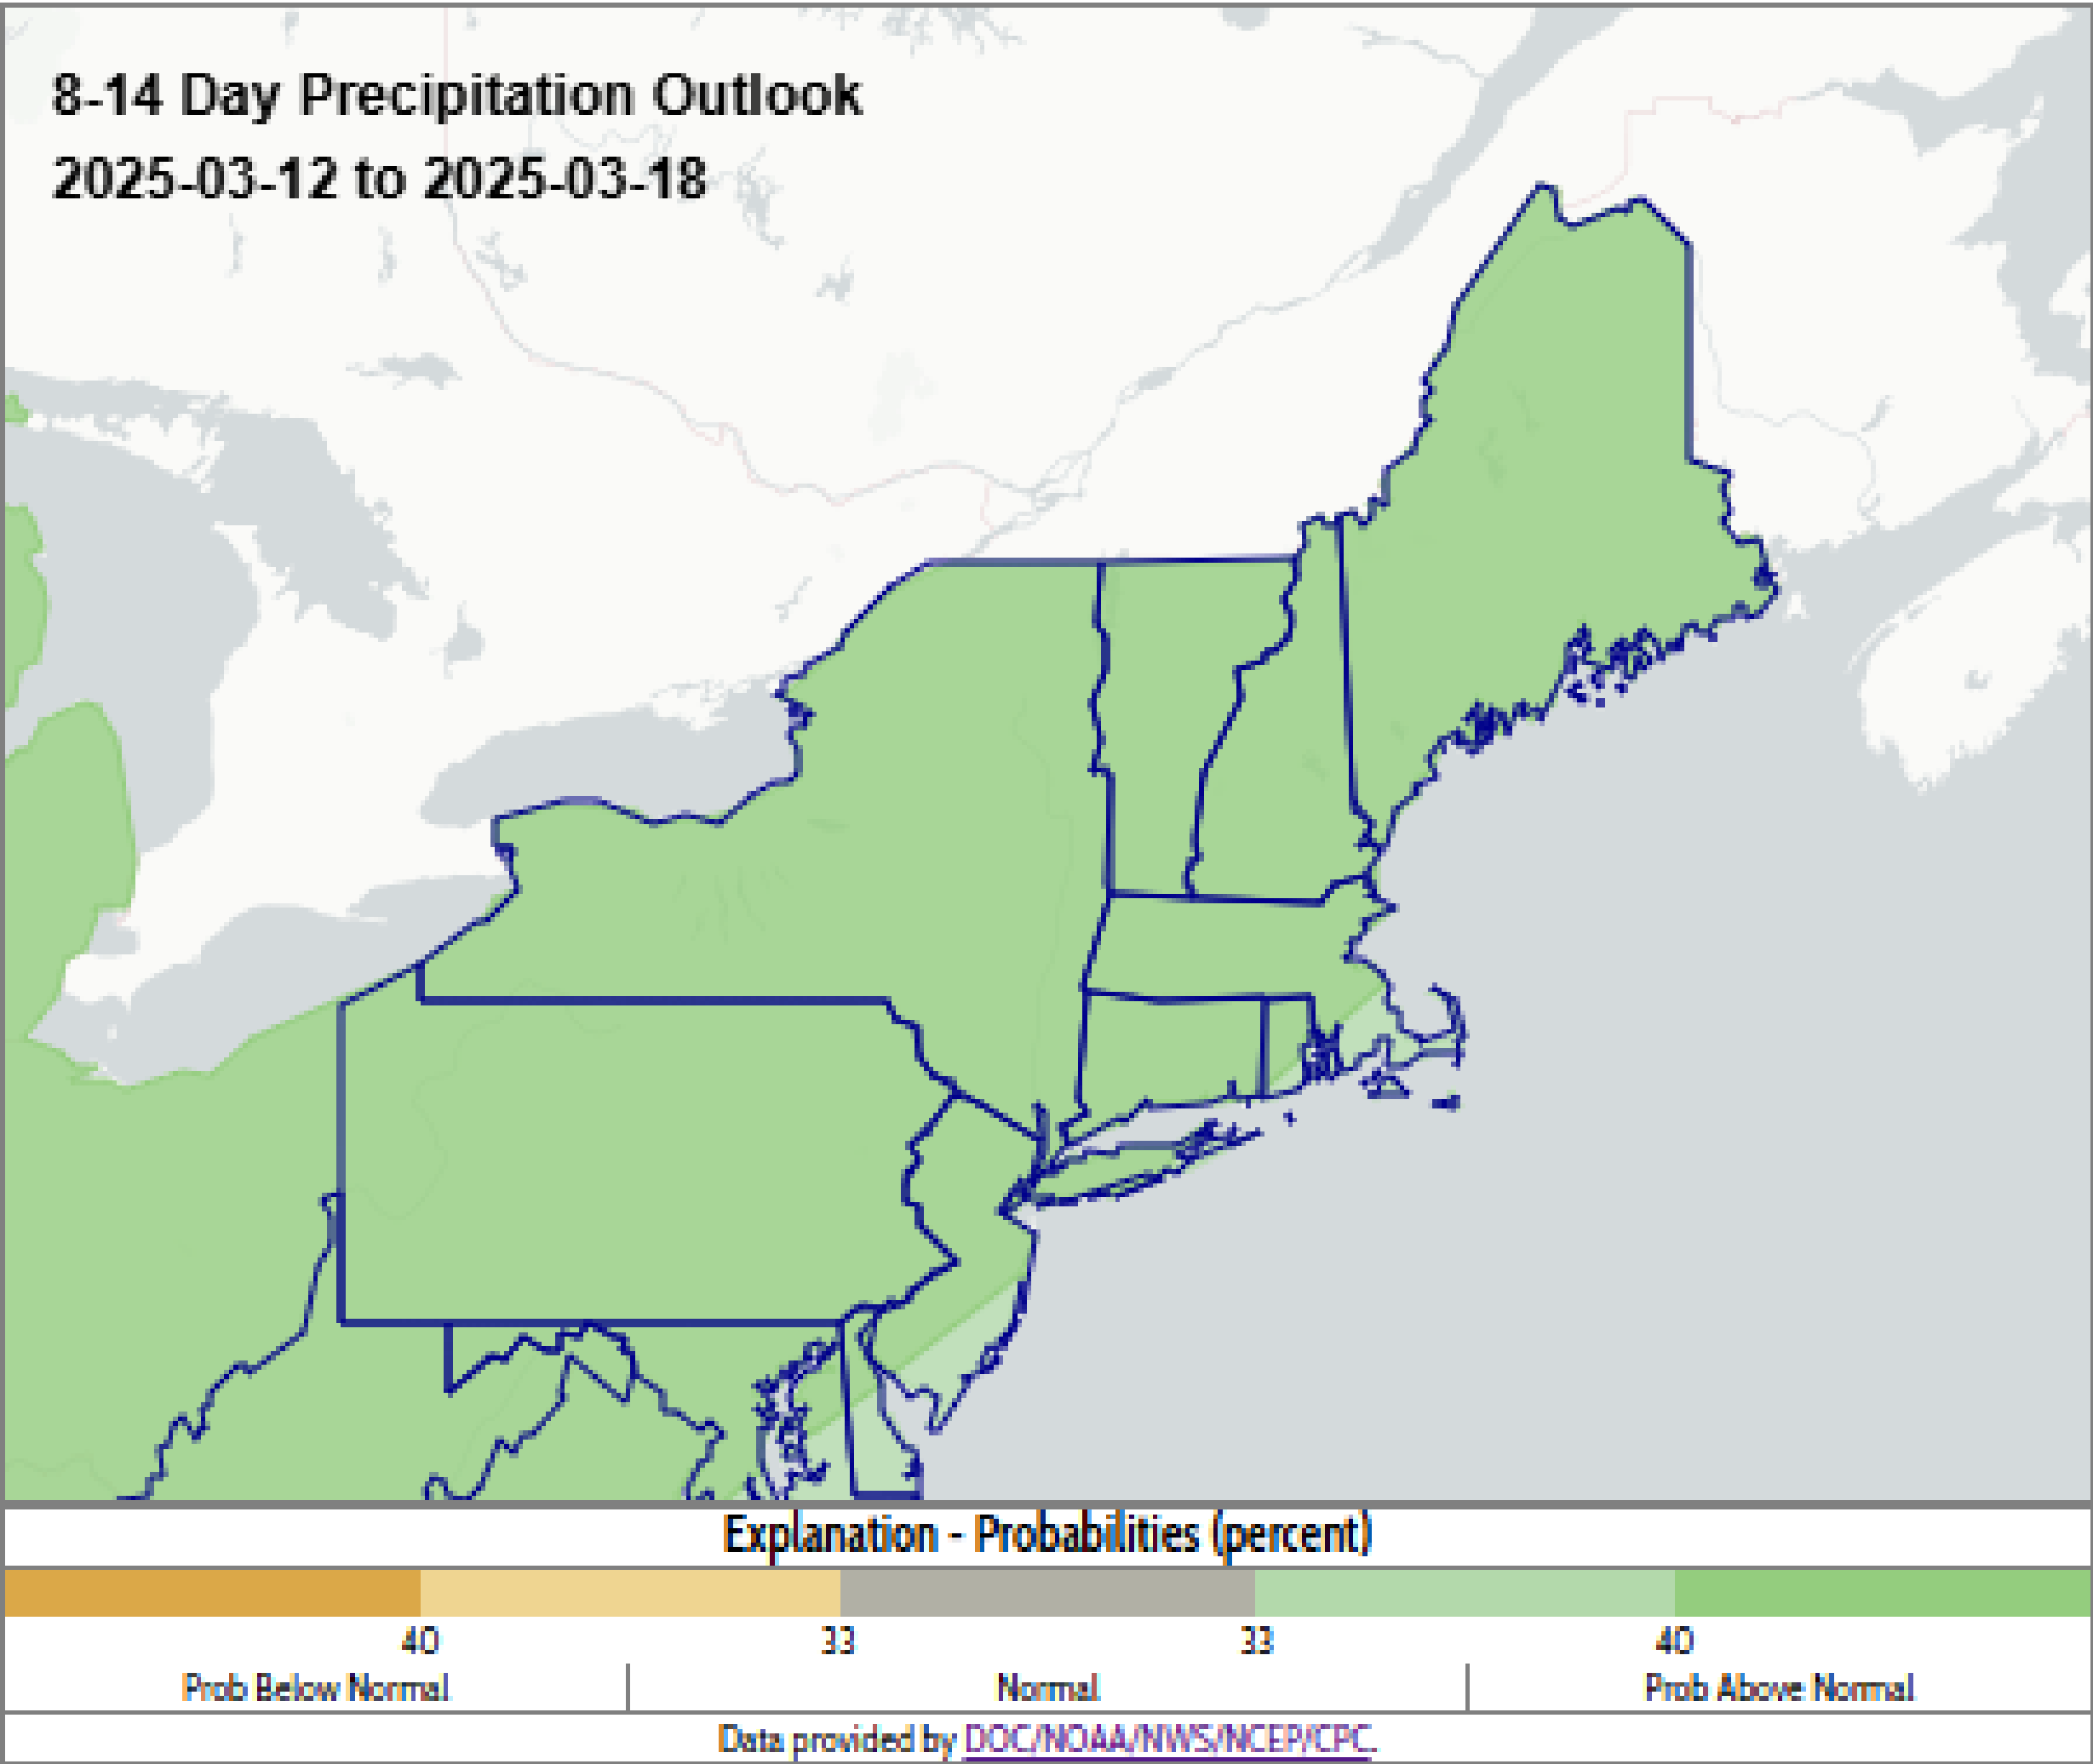 8-14 Day Precipitation Outlook
2025-03-12 to 2025-03-18
Explanation - Probabilities (percent)
40 33 33 40
Prob Below Normal Normal Prob Above Normal
Data provided by DOC/NOAA/NWS/NCEP/CPC.